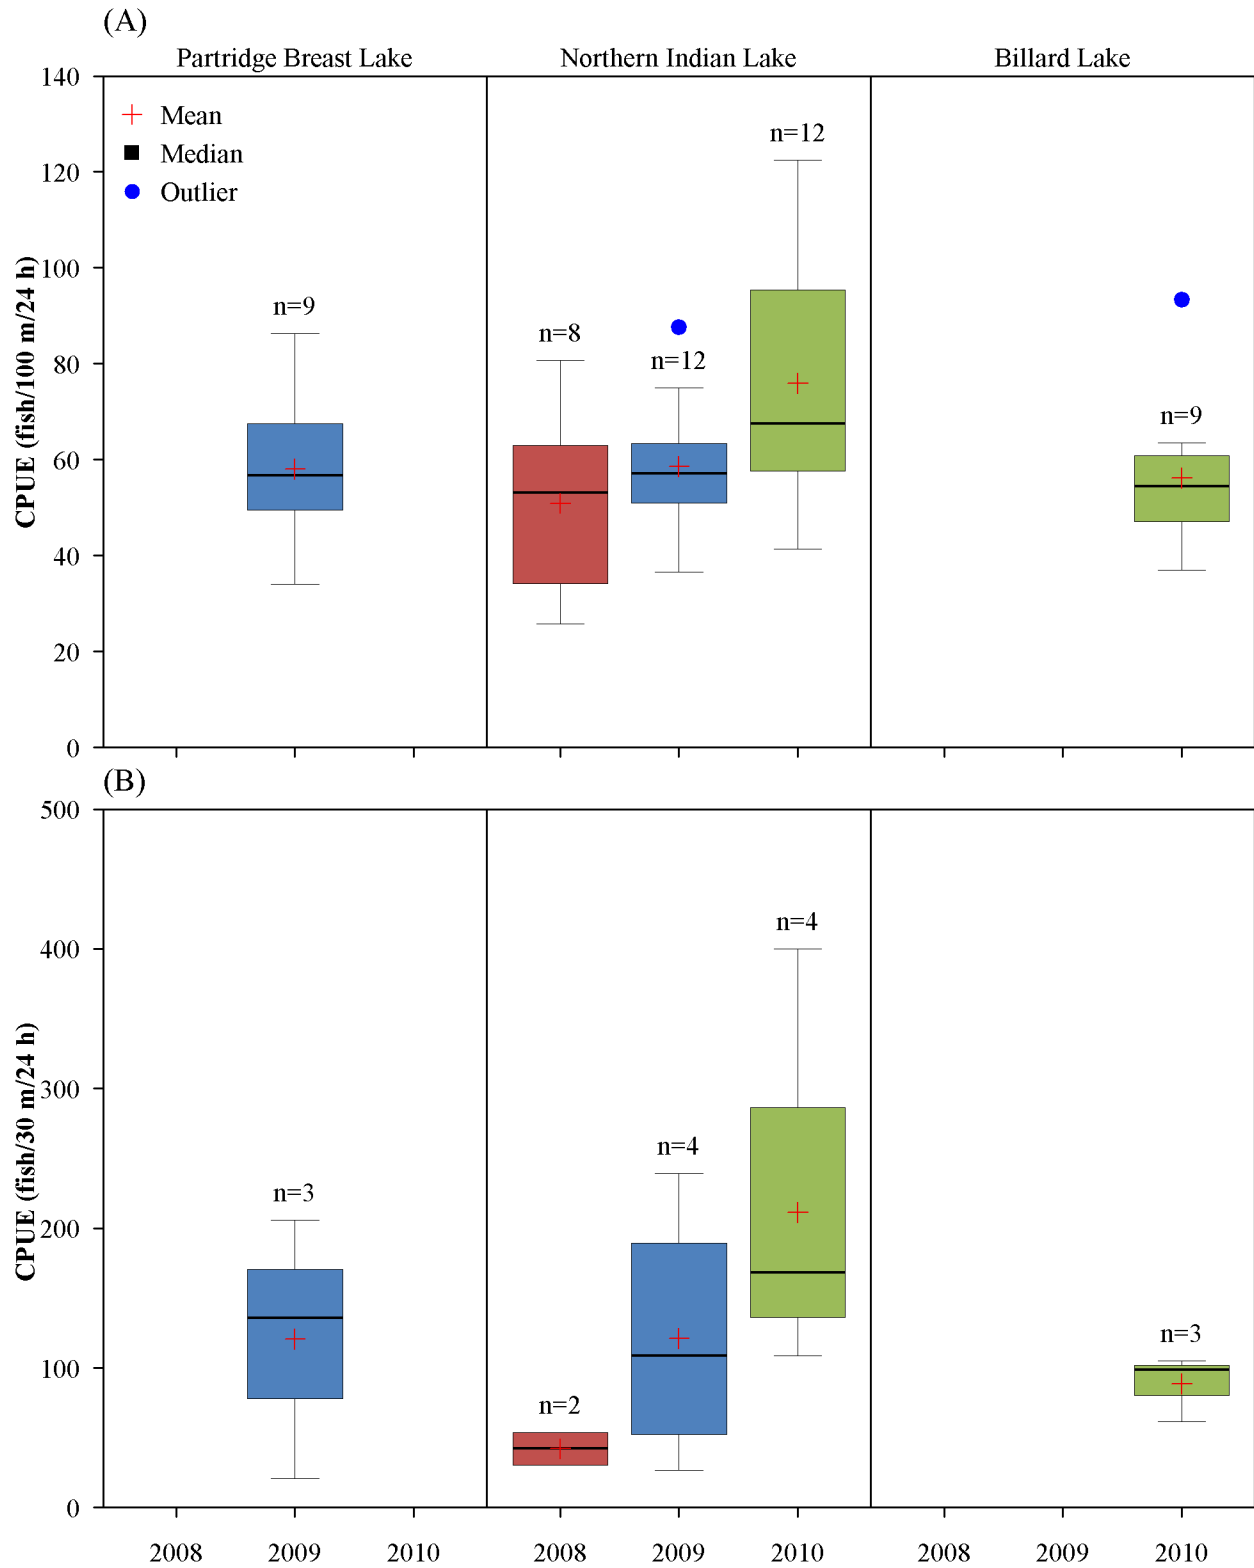 (A)
Partridge Breast Lake Northern Indian Lake Billard Lake
CPUE (fish/100 m/24 h)
140
120
100
80
60
40
20
0
Mean
Median
Outlier
n=9
n=8
n=12
n=12
n=9
(B)
CPUE (fish/30 m/24 h)
500
400
300
200
100
0
n=3
n=2
n=4
n=4
n=3
2008 2009 2010 2008 2009 2010 2008 2009 2010